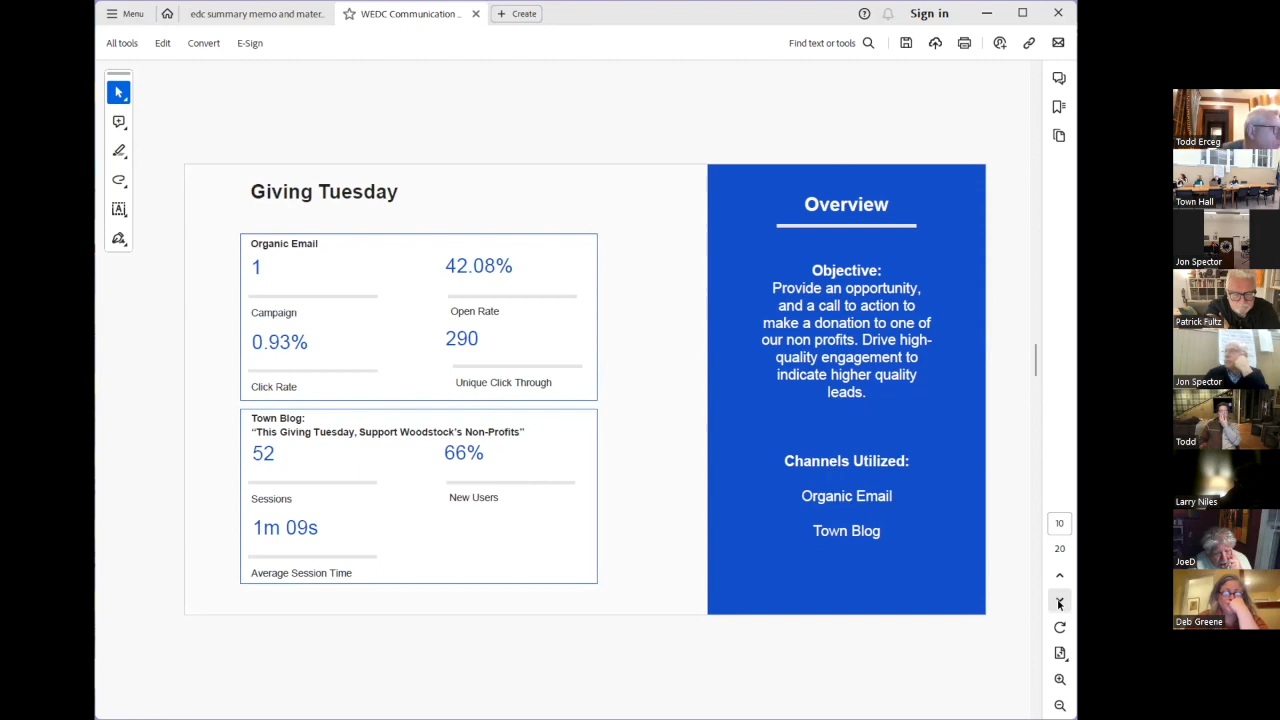 Menu
edc summary memo and mater...
WEDC Communication ...
Create
Sign in
All tools
Edit
Convert
E-Sign
Find text or tools
Giving Tuesday
Organic Email
1
42.08%
Campaign
Open Rate
0.93%
290
Click Rate
Unique Click Through
Town Blog:
“This Giving Tuesday, Support Woodstock’s Non-Profits”
52
66%
Sessions
New Users
1m 09s
Average Session Time
Overview
Objective:
Provide an opportunity,
and a call to action to
make a donation to one of
our non profits. Drive high-
quality engagement to
indicate higher quality
leads.
Channels Utilized:
Organic Email
Town Blog
10
20
Todd Erceg
Town Hall
Jon Spector
Patrick Fultz
Jon Spector
Todd
Larry Niles
JoeD
Deb Greene